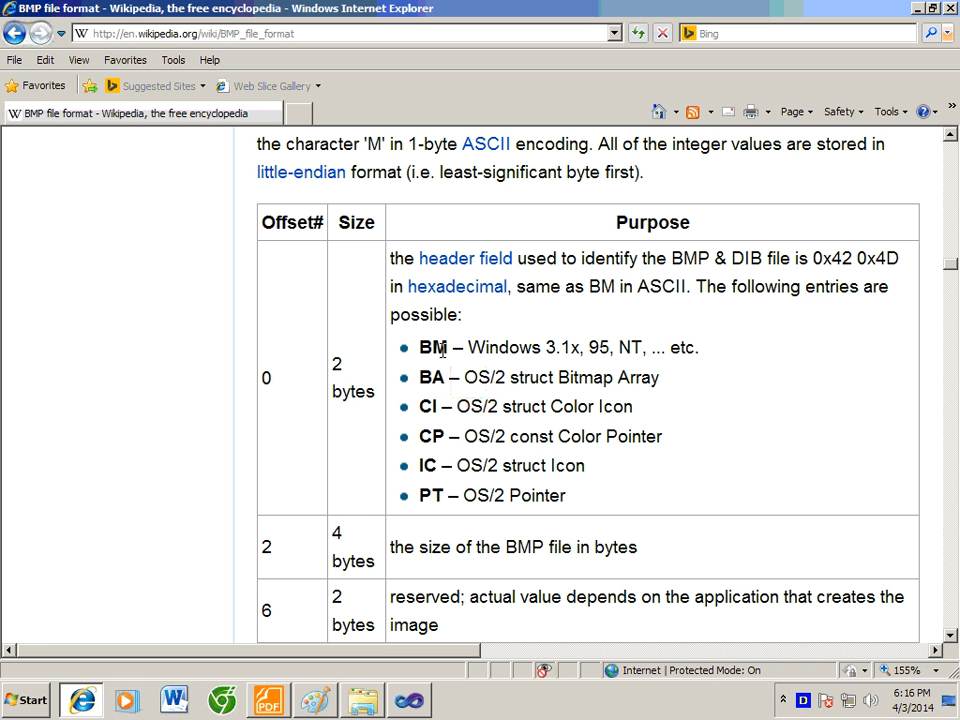 BMP file format - Wikipedia, the free encyclopedia - Windows Internet Explorer
http://en.wikipedia.org/wiki/BMP_file_format
Bing
File Edit View Favorites Tools Help
Favorites Suggested Sites Web Slice Gallery
BMP file format - Wikipedia, the free encyclopedia
Page Safety Tools
the character 'M' in 1-byte ASCII encoding. All of the integer values are stored in
little-endian format (i.e. least-significant byte first).
Offset# Size Purpose
the header field used to identify the BMP & DIB file is 0x42 0x4D
in hexadecimal, same as BM in ASCII. The following entries are
possible:
0
2
bytes
• BM – Windows 3.1x, 95, NT, ... etc.
• BA – OS/2 struct Bitmap Array
• CI – OS/2 struct Color Icon
• CP – OS/2 const Color Pointer
• IC – OS/2 struct Icon
• PT – OS/2 Pointer
2
4
bytes
the size of the BMP file in bytes
6
2
bytes
reserved; actual value depends on the application that creates the
image
Internet | Protected Mode: On
155%
Start
PDF
D
6:16 PM
4/3/2014